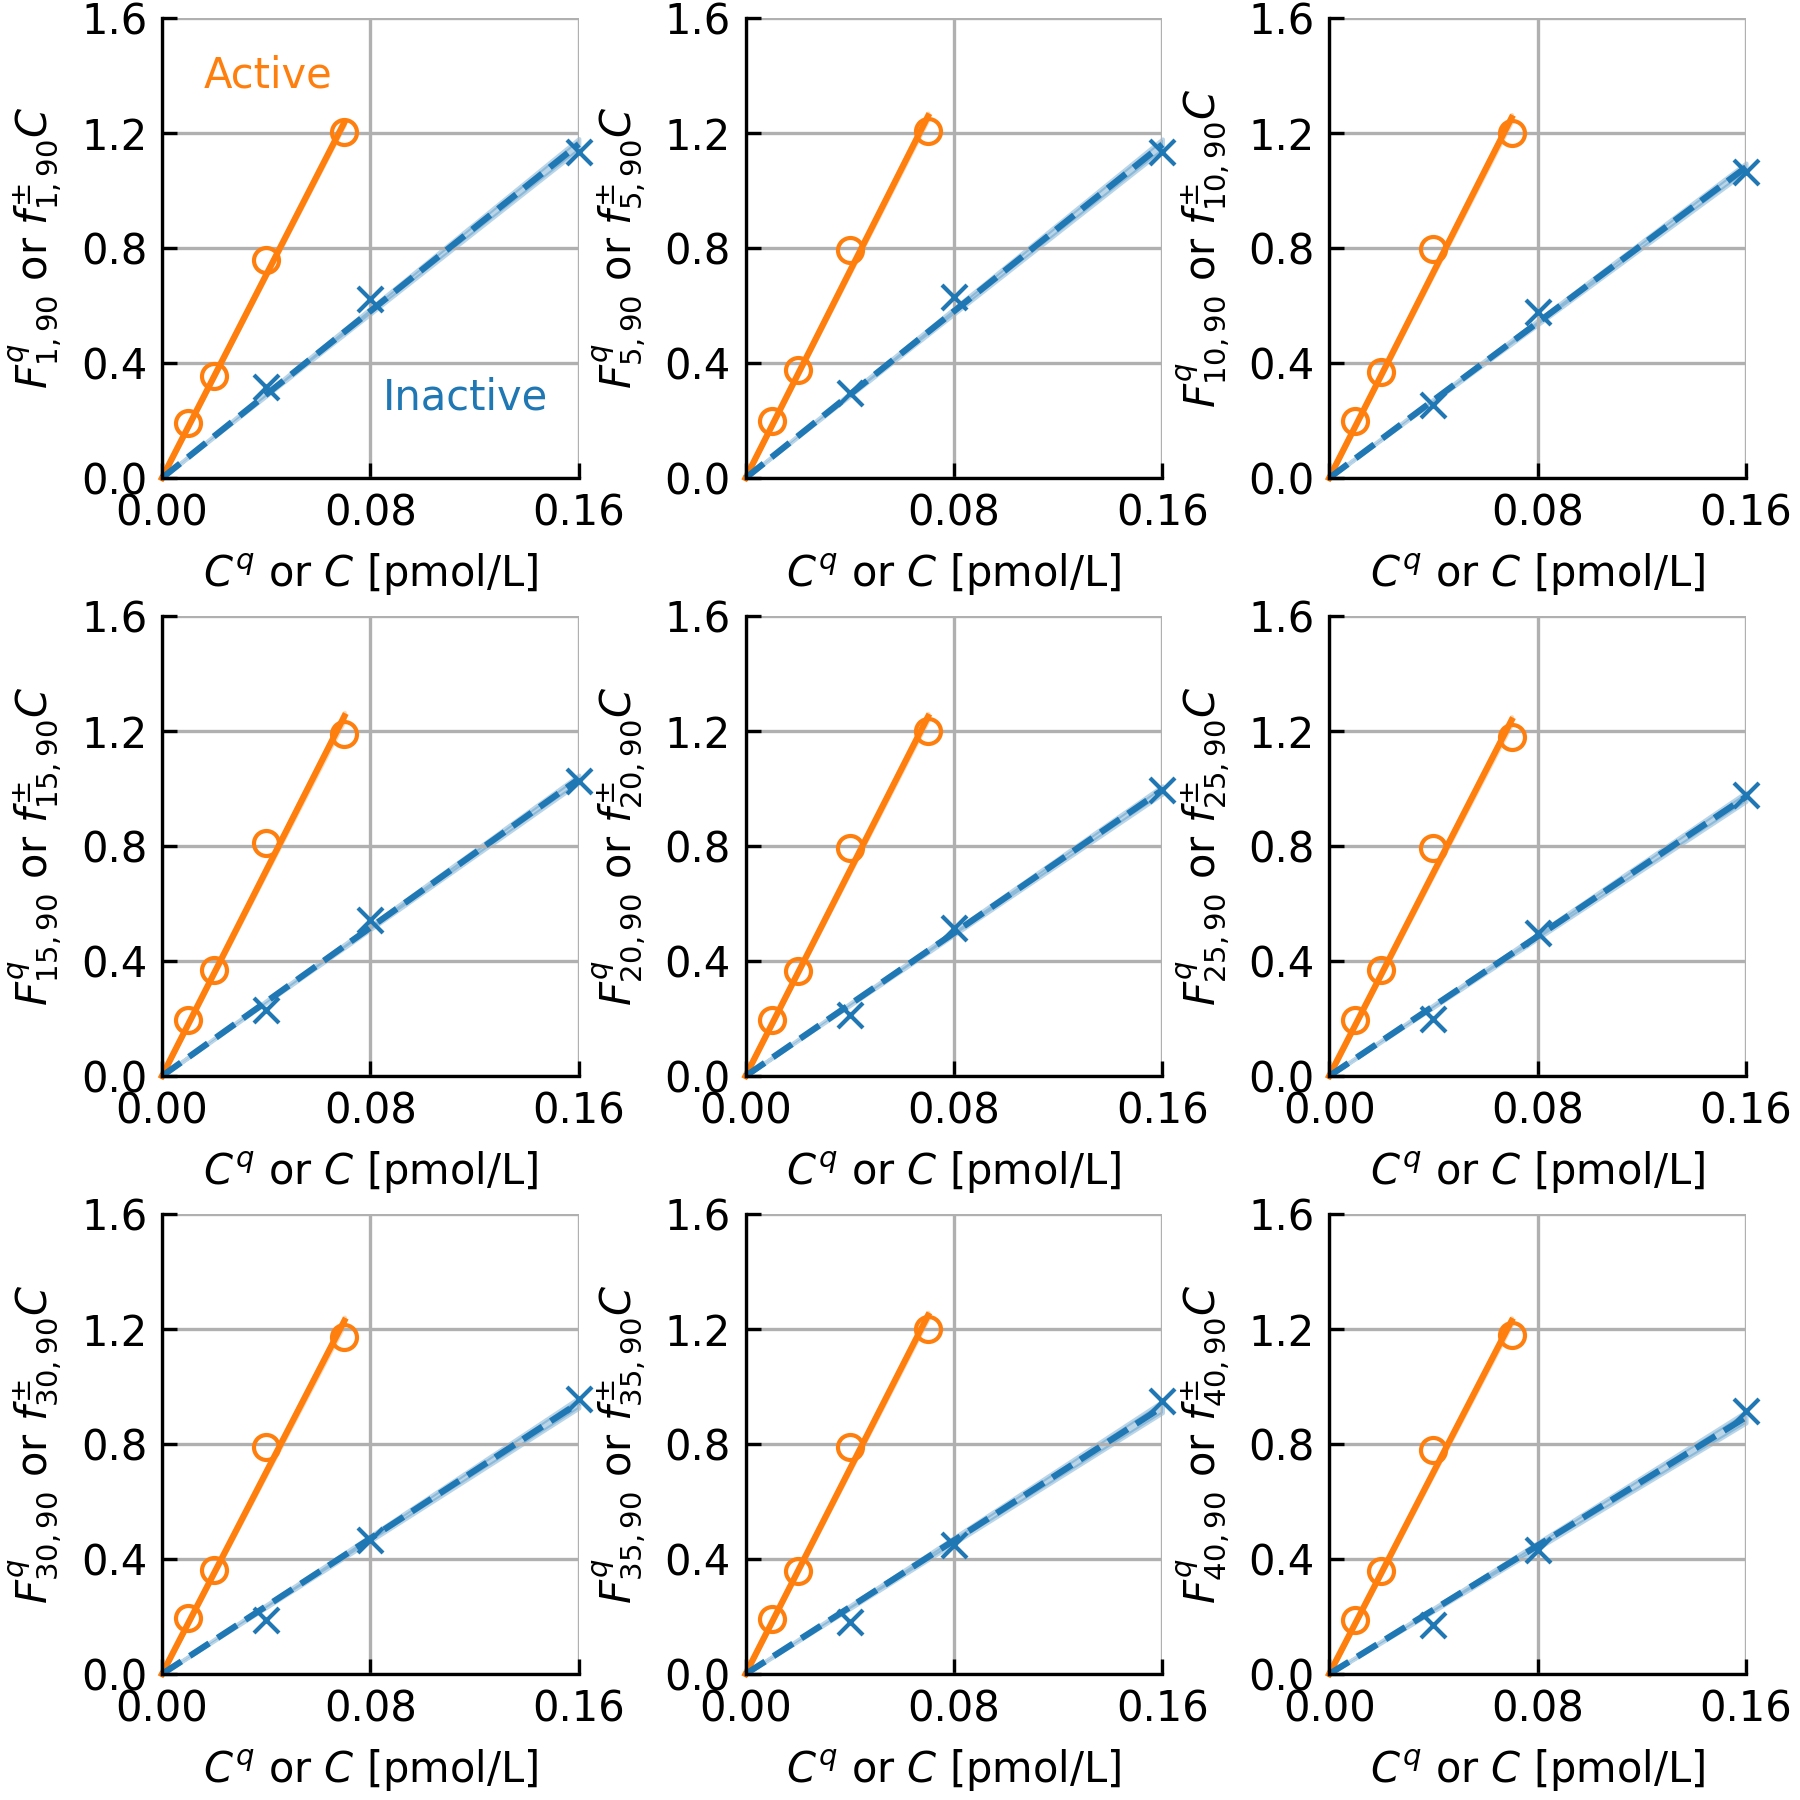 1.6
1.2
0.8
0.4
0.0
0.00 0.08 0.16
C^q or C [pmol/L]
F^q_{1, 90} or f^±_{1, 90}C
Active
Inactive
1.6
1.2
0.8
0.4
0.0
0.00 0.08 0.16
C^q or C [pmol/L]
F^q_{5, 90} or f^±_{5, 90}C
1.6
1.2
0.8
0.4
0.0
0.00 0.08 0.16
C^q or C [pmol/L]
F^q_{10, 90} or f^±_{10, 90}C
1.6
1.2
0.8
0.4
0.0
0.00 0.08 0.16
C^q or C [pmol/L]
F^q_{15, 90} or f^±_{15, 90}C
1.6
1.2
0.8
0.4
0.0
0.00 0.08 0.16
C^q or C [pmol/L]
F^q_{20, 90} or f^±_{20, 90}C
1.6
1.2
0.8
0.4
0.0
0.00 0.08 0.16
C^q or C [pmol/L]
F^q_{25, 90} or f^±_{25, 90}C
1.6
1.2
0.8
0.4
0.0
0.00 0.08 0.16
C^q or C [pmol/L]
F^q_{30, 90} or f^±_{30, 90}C
1.6
1.2
0.8
0.4
0.0
0.00 0.08 0.16
C^q or C [pmol/L]
F^q_{35, 90} or f^±_{35, 90}C
1.6
1.2
0.8
0.4
0.0
0.00 0.08 0.16
C^q or C [pmol/L]
F^q_{40, 90} or f^±_{40, 90}C